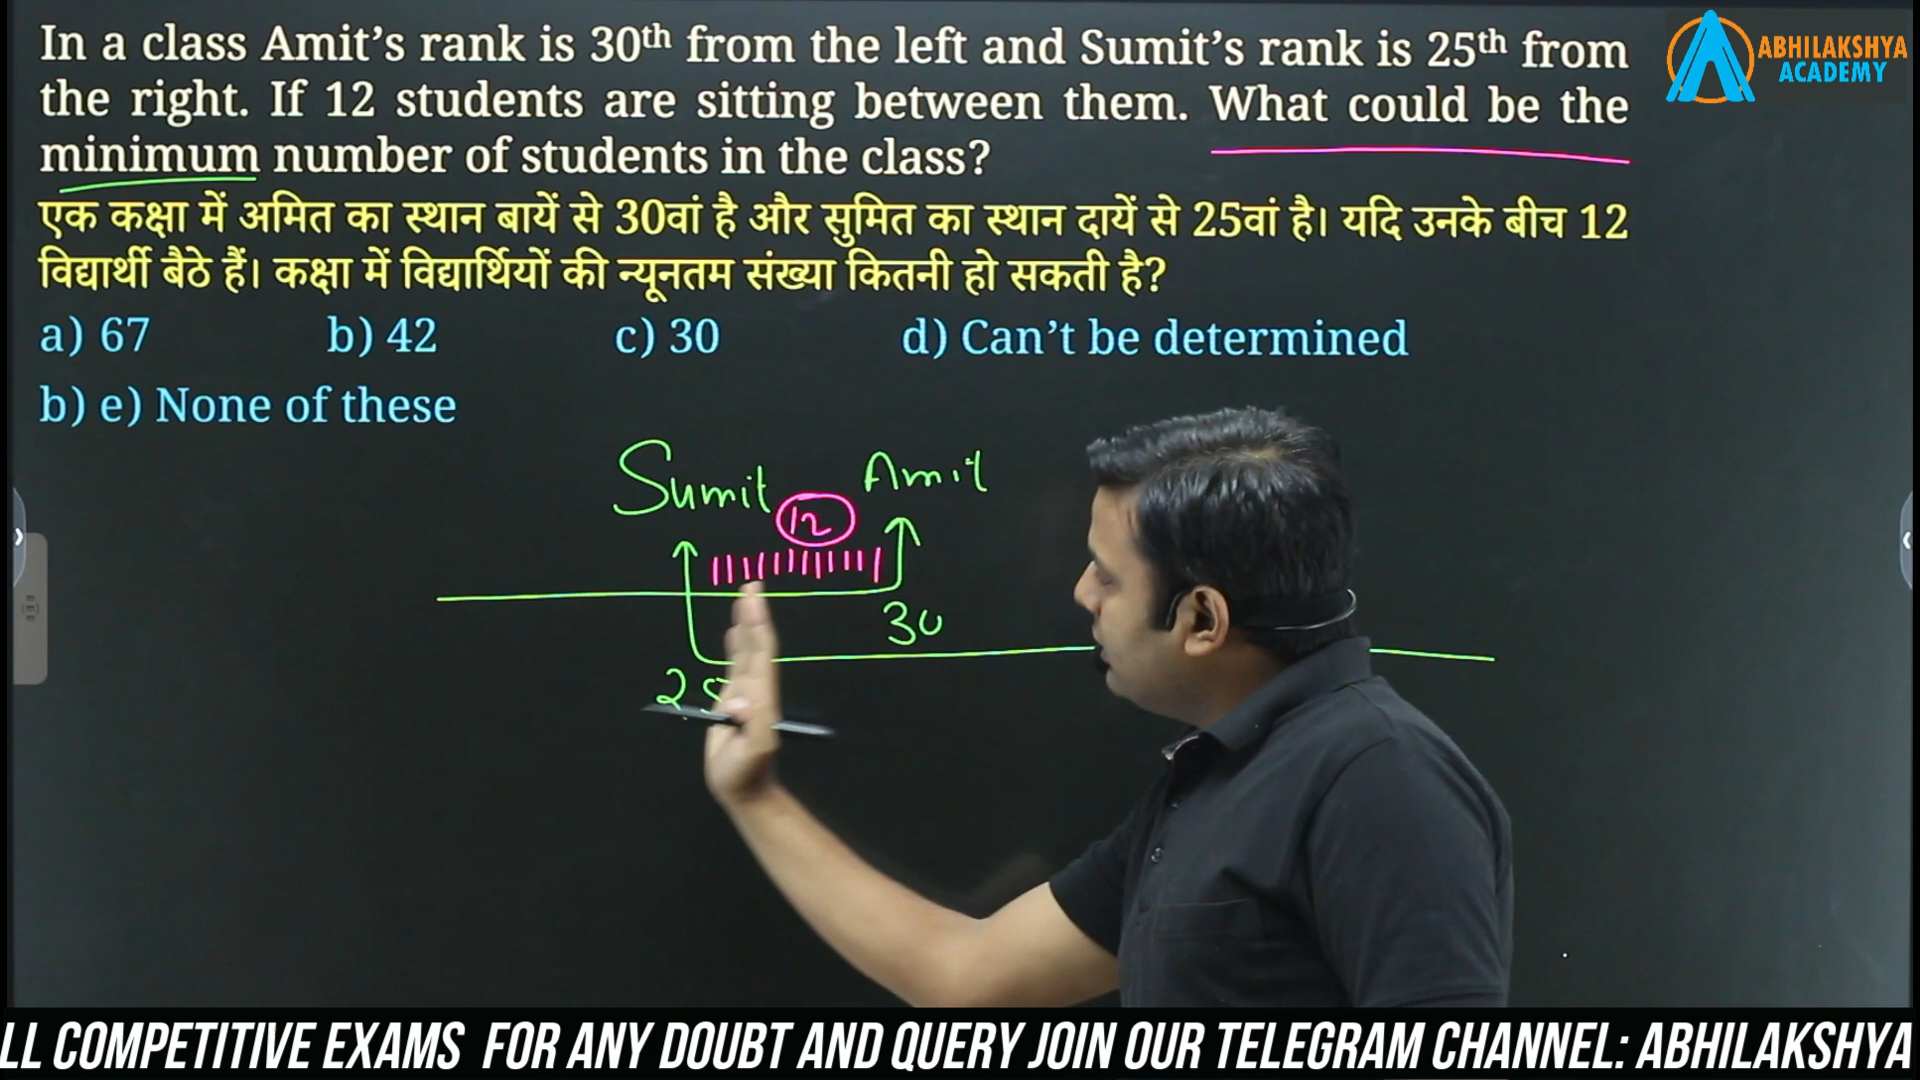 In a class Amit’s rank is 30th from the left and Sumit’s rank is 25th from
the right. If 12 students are sitting between them. What could be the
minimum number of students in the class?
एक कक्षा में अमित का स्थान बायें से 30वां है और सुमित का स्थान दायें से 25वां है। यदि उनके बीच 12
विद्यार्थी बैठे हैं। कक्षा में विद्यार्थियों की न्यूनतम संख्या कितनी हो सकती है?
a) 67 b) 42 c) 30 d) Can’t be determined
b) e) None of these
ABHILAKSHYA
ACADEMY
Sumit Amit
12
30
25
LL COMPETITIVE EXAMS FOR ANY DOUBT AND QUERY JOIN OUR TELEGRAM CHANNEL: ABHILAKSHYA